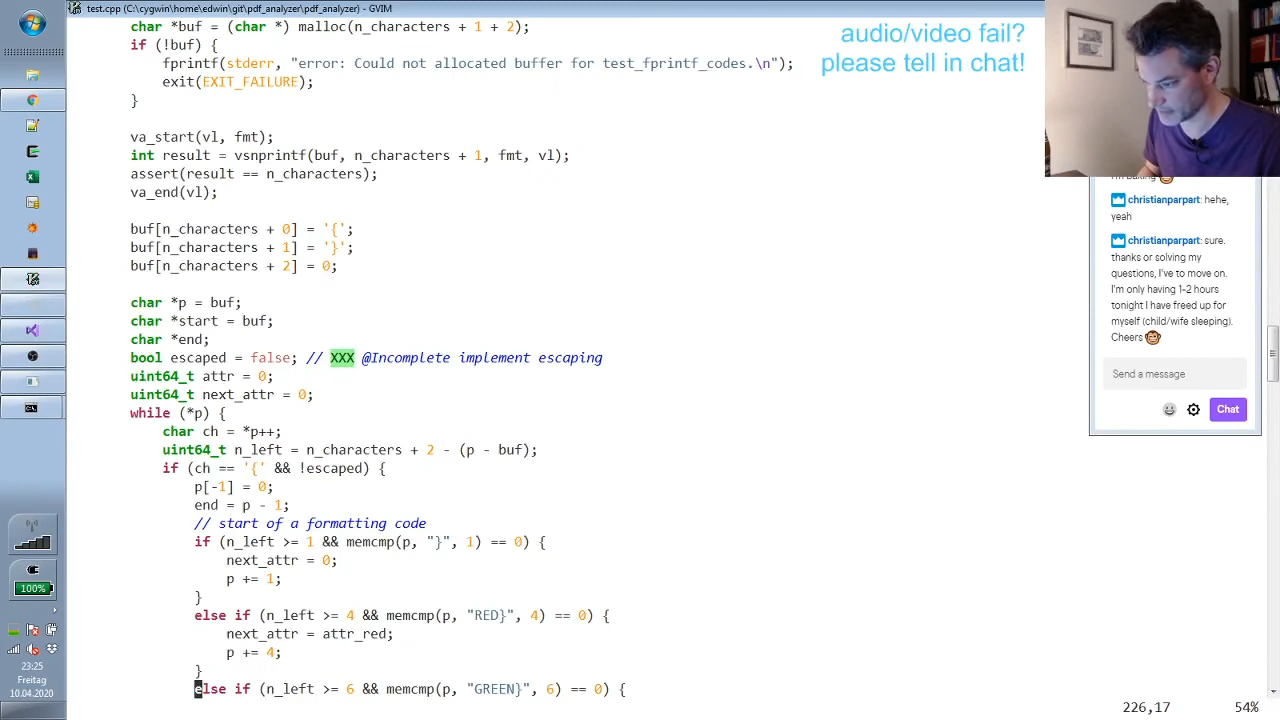 test.cpp (C:\cygwin\home\edwin\git\pdf_analyzer\pdf_analyzer) - GVIM
char *buf = (char *) malloc(n_characters + 1 + 2);
if (!buf) {
fprintf(stderr, "error: Could not allocated buffer for test_fprintf_codes.\n");
exit(EXIT_FAILURE);
}
va_start(vl, fmt);
int result = vsnprintf(buf, n_characters + 1, fmt, vl);
assert(result == n_characters);
va_end(vl);
buf[n_characters + 0] = '{';
buf[n_characters + 1] = '}';
buf[n_characters + 2] = 0;
char *p = buf;
char *start = buf;
char *end;
bool escaped = false; // XXX @Incomplete implement escaping
uint64_t attr = 0;
uint64_t next_attr = 0;
while (*p) {
char ch = *p++;
uint64_t n_left = n_characters + 2 - (p - buf);
if (ch == '{' && !escaped) {
p[-1] = 0;
end = p - 1;
// start of a formatting code
if (n_left >= 1 && memcmp(p, "}", 1) == 0) {
next_attr = 0;
p += 1;
}
else if (n_left >= 4 && memcmp(p, "RED}", 4) == 0) {
next_attr = attr_red;
p += 4;
}
else if (n_left >= 6 && memcmp(p, "GREEN}", 6) == 0) {
226,17 54%
audio/video fail?
please tell in chat!
christianparpart: hehe,
yeah
christianparpart: sure.
thanks or solving my
questions, I've to move on.
I'm only having 1-2 hours
tonight I have freed up for
myself (child/wife sleeping).
Cheers
Send a message
Chat
100%
23:25
Freitag
10.04.2020